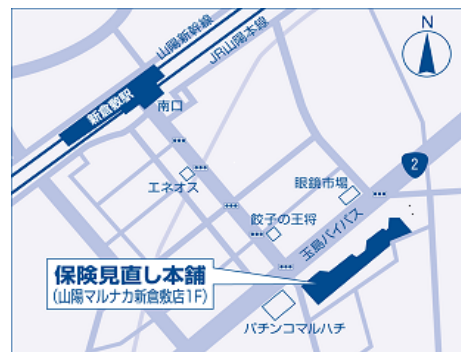 N
山陽新幹線
JR山陽本線
新倉敷駅
南口
2
エネオス
眼鏡市場
餃子の王将
玉島バイパス
保険見直し本舗
(山陽マルナカ新倉敷店1F)
パチンコマルハチ